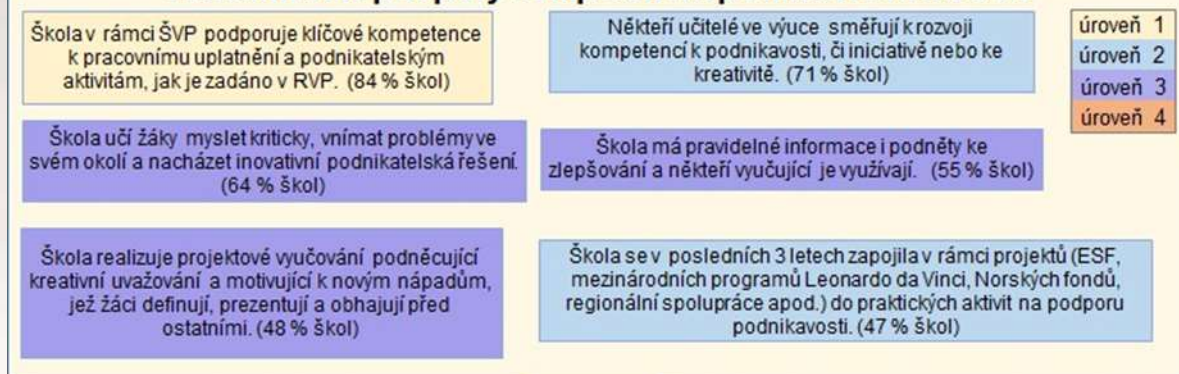 Škola v rámci ŠVP podporuje klíčové kompetence
k pracovnímu uplatnění a podnikatelským
aktivitám, jak je zadáno v RVP. (84 % škol)
Někteří učitelé ve výuce směřují k rozvoji
kompetencí k podnikavosti, či iniciativě nebo ke
kreativitě. (71 % škol)
úroveň 1
úroveň 2
úroveň 3
úroveň 4
Škola učí žáky myslet kriticky, vnímat problémy ve
svém okolí a nacházet inovativní podnikatelská řešení.
(64 % škol)
Škola má pravidelné informace i podněty ke
zlepšování a někteří vyučující je využívají. (55 % škol)
Škola realizuje projektové vyučování podněcující
kreativní uvažování a motivující k novým nápadům,
jež žáci definují, prezentují a obhajují před
ostatními. (48 % škol)
Škola se v posledních 3 letech zapojila v rámci projektů (ESF,
mezinárodních programů Leonardo da Vinci, Norských fondů,
regionální spolupráce apod.) do praktických aktivit na podporu
podnikavosti. (47 % škol)